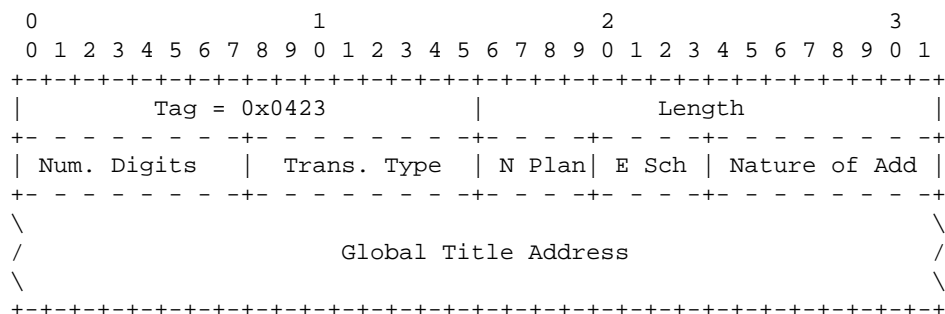 0                   1                   2                   3
 0 1 2 3 4 5 6 7 8 9 0 1 2 3 4 5 6 7 8 9 0 1 2 3 4 5 6 7 8 9 0 1
+-+-+-+-+-+-+-+-+-+-+-+-+-+-+-+-+-+-+-+-+-+-+-+-+-+-+-+-+-+-+-+-+
|         Tag = 0x0423          |            Length             |
+- - - - - - - -+- - - - - - - -+- - - -+- - - -+- - - - - - - -+
| Num. Digits   |  Trans. Type  | N Plan| E Sch | Nature of Add |
+- - - - - - - -+- - - - - - - -+- - - -+- - - -+- - - - - - - -+
\                                                               \
/                      Global Title Address                     /
\                                                               \
+-+-+-+-+-+-+-+-+-+-+-+-+-+-+-+-+-+-+-+-+-+-+-+-+-+-+-+-+-+-+-+-+